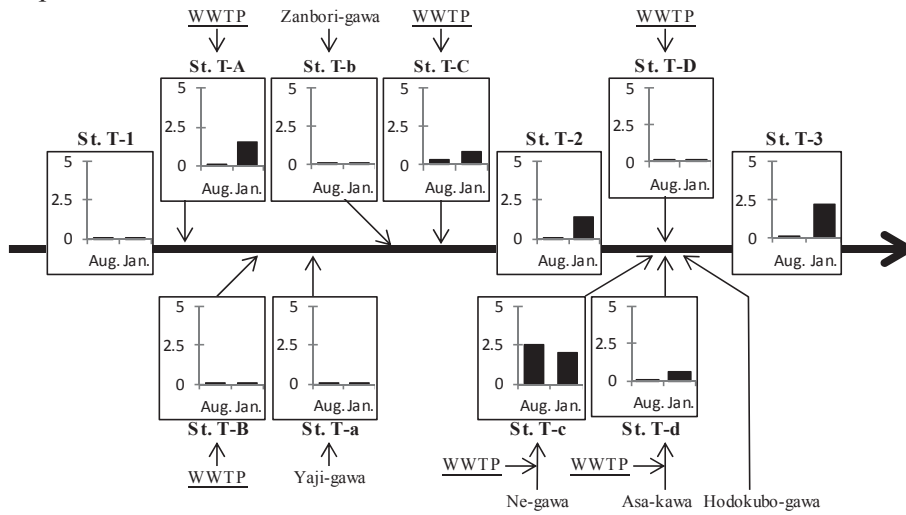 WWTP
Zanbori-gawa
WWTP
WWTP
St. T-A
St. T-b
St. T-C
St. T-D
5
2.5
0
Aug. Jan.
5
2.5
0
Aug. Jan.
5
2.5
0
Aug. Jan.
5
2.5
0
Aug. Jan.
St. T-1
St. T-2
St. T-3
5
2.5
0
Aug. Jan.
5
2.5
0
Aug. Jan.
5
2.5
0
Aug. Jan.
5
2.5
0
Aug. Jan.
5
2.5
0
Aug. Jan.
5
2.5
0
Aug. Jan.
5
2.5
0
Aug. Jan.
St. T-B
St. T-a
St. T-c
St. T-d
WWTP
Yaji-gawa
WWTP
WWTP
Ne-gawa
Asa-kawa
Hodokubo-gawa